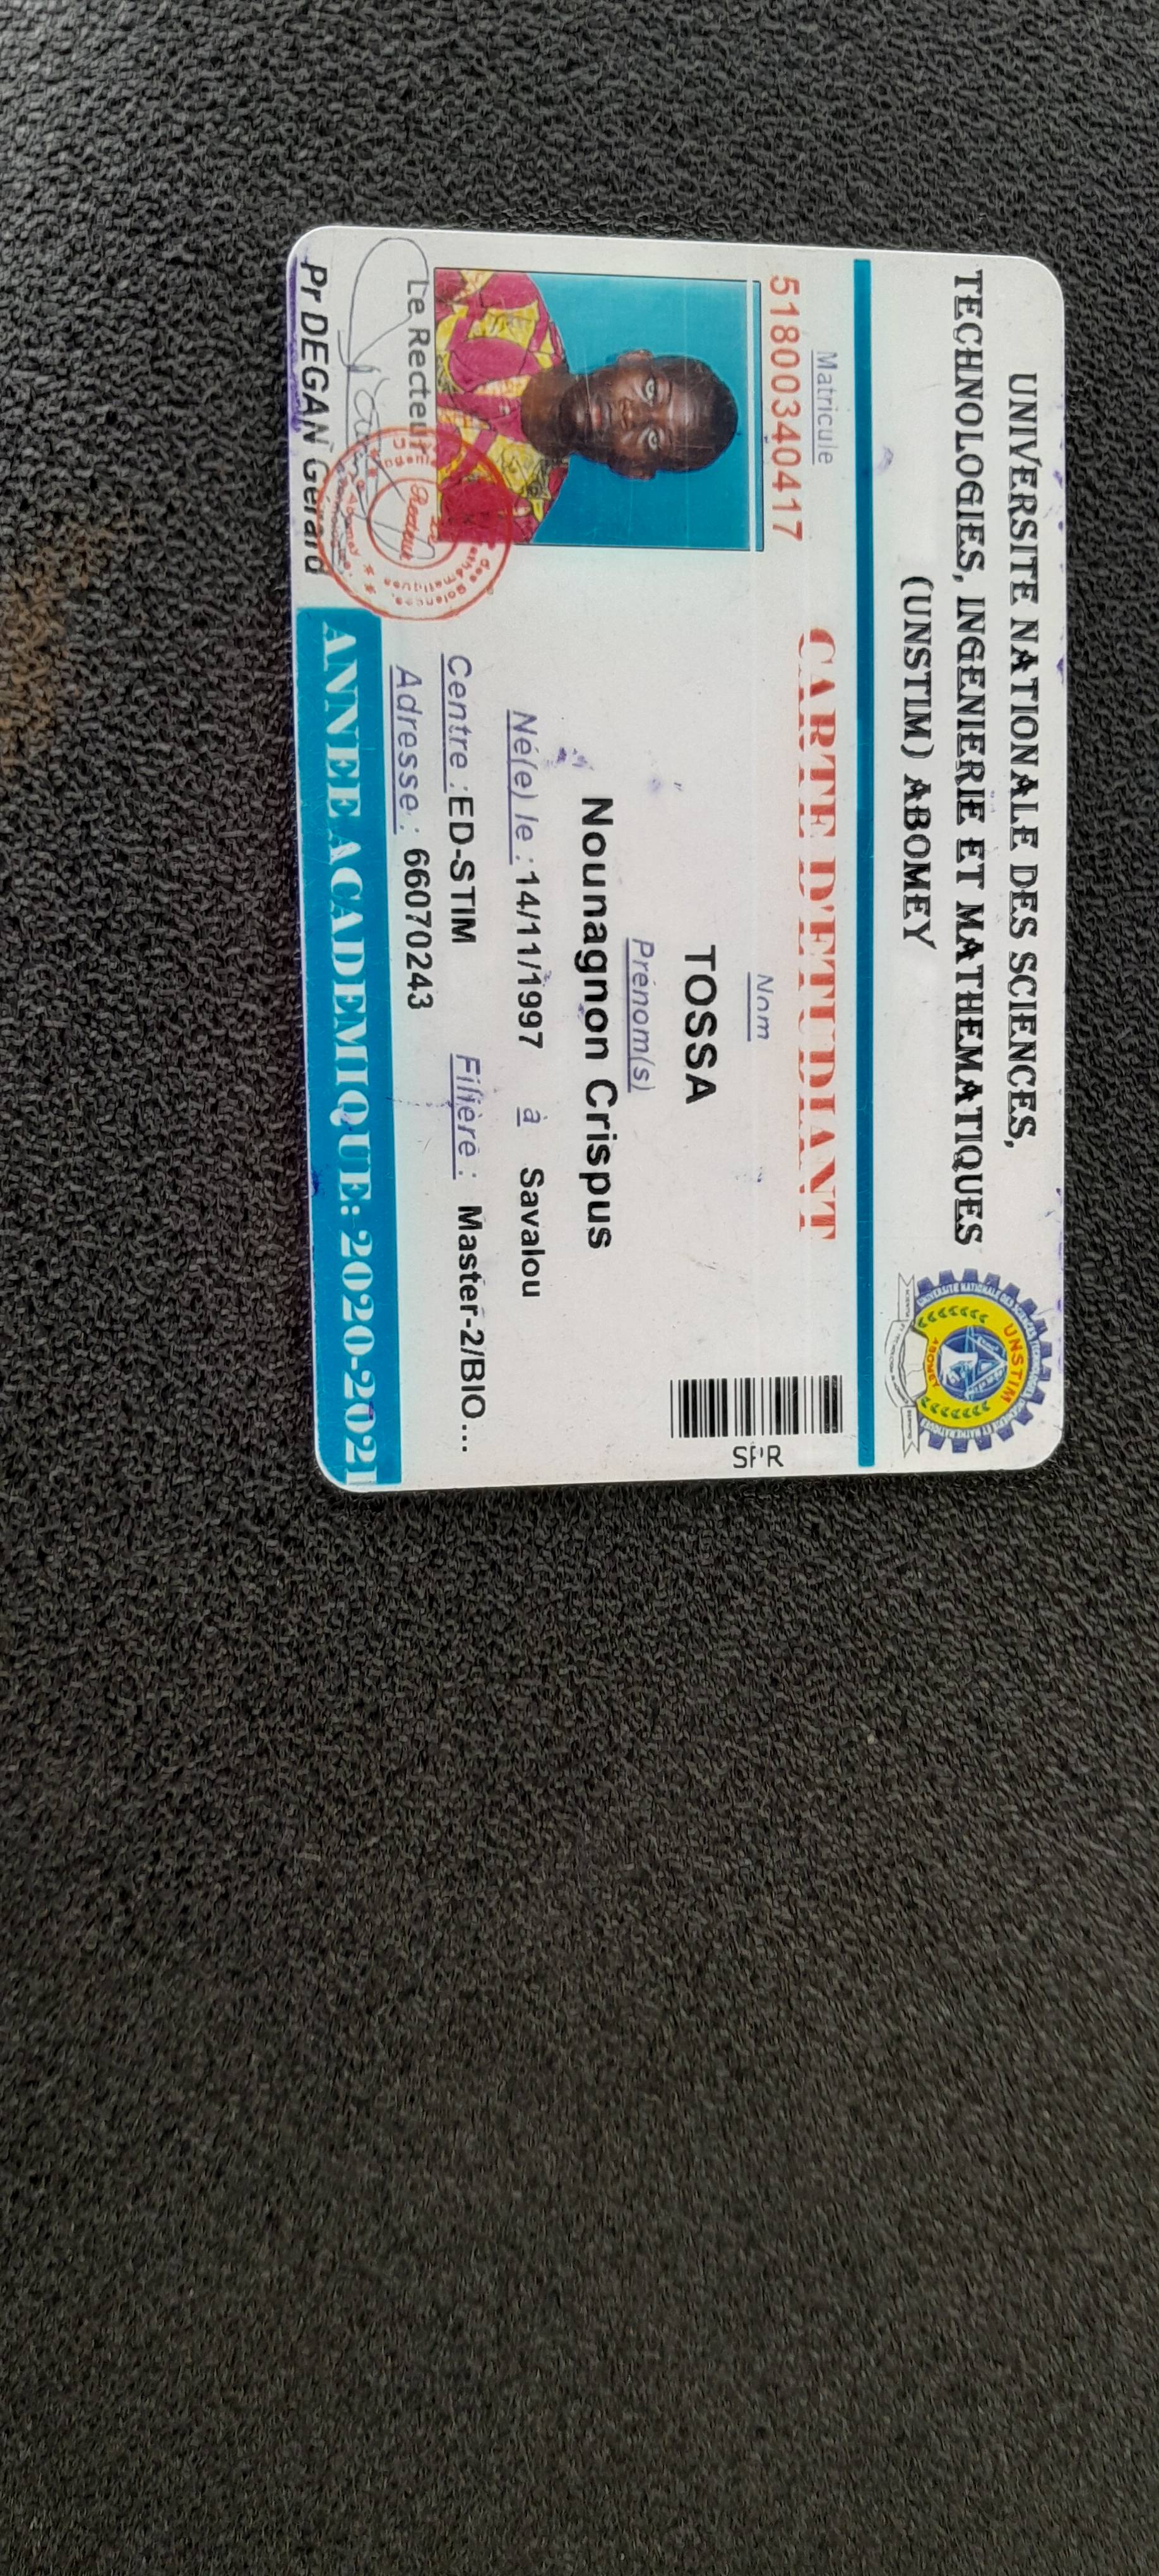 UNIVERSITE NATIONALE DES SCIENCES,
TECHNOLOGIES, INGENIERIE ET MATHEMATIQUES
(UNSTIM) ABOMEY
UNSTIM
ABOMEY
Matricule
51800340417
CARTE D'ETUDIANT
Nom
TOSSA
Prénom(s)
Nounagnon Crispus
Né(e) le : 14/11/1997 à Savalou
Centre : ED-STIM Filière : Master-2/BIO...
Adresse : 66070243
Le Recteur
Pr DEGAN Gérard
ANNEE ACADEMIQUE: 2020-2021